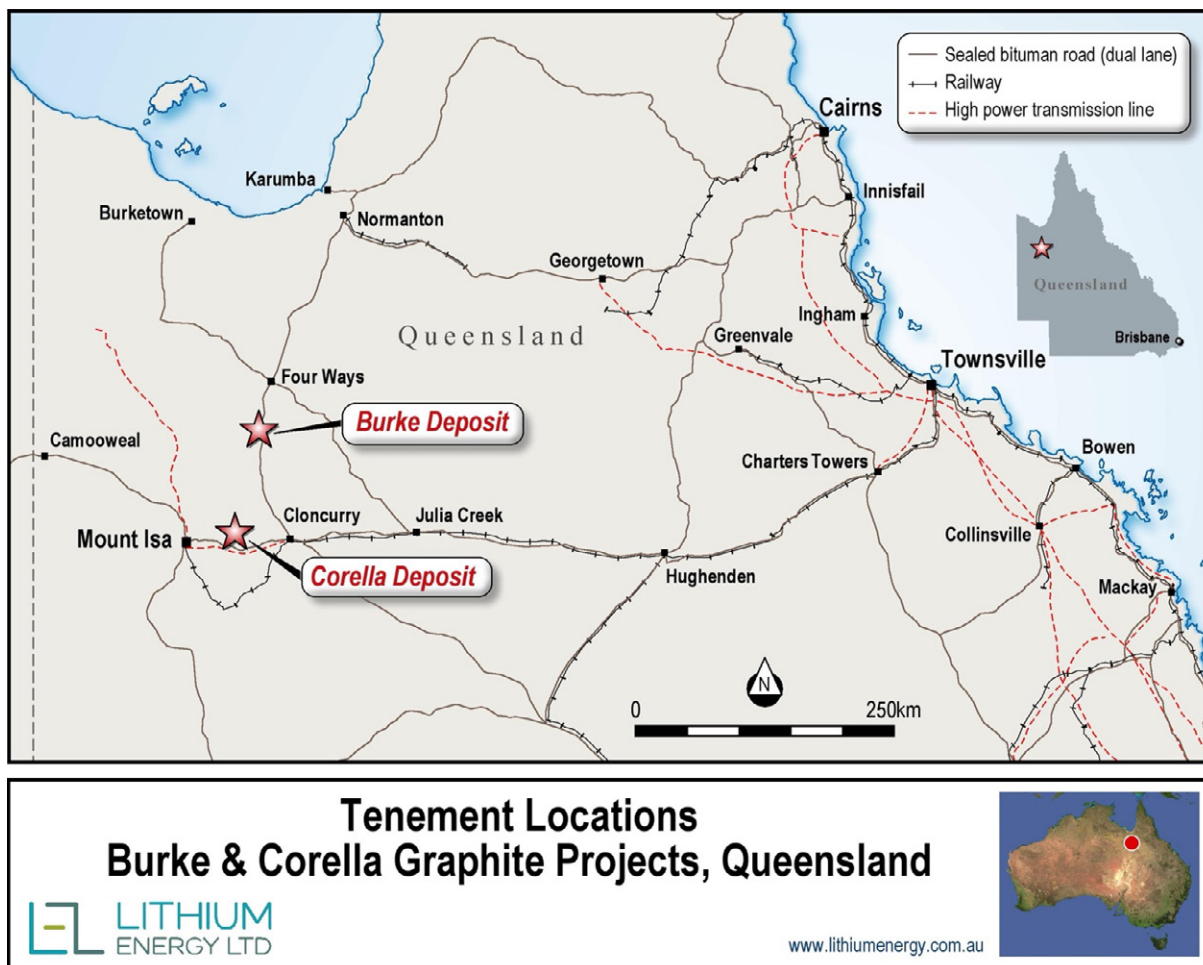 Sealed bituman road (dual lane)
Railway
High power transmission line
Cairns
Karumba
Innisfail
Burketown
Normanton
Georgetown
Queensland
Queensland
Ingham
Greenvale
Brisbane
Townsville
Four Ways
Burke Deposit
Camooweal
Charters Towers
Bowen
Mount Isa
Cloncurry
Julia Creek
Collinsville
Corella Deposit
Hughenden
Mackay
N
0 250km
Tenement Locations
Burke & Corella Graphite Projects, Queensland
LITHIUM
ENERGY LTD
www.lithiumenergy.com.au